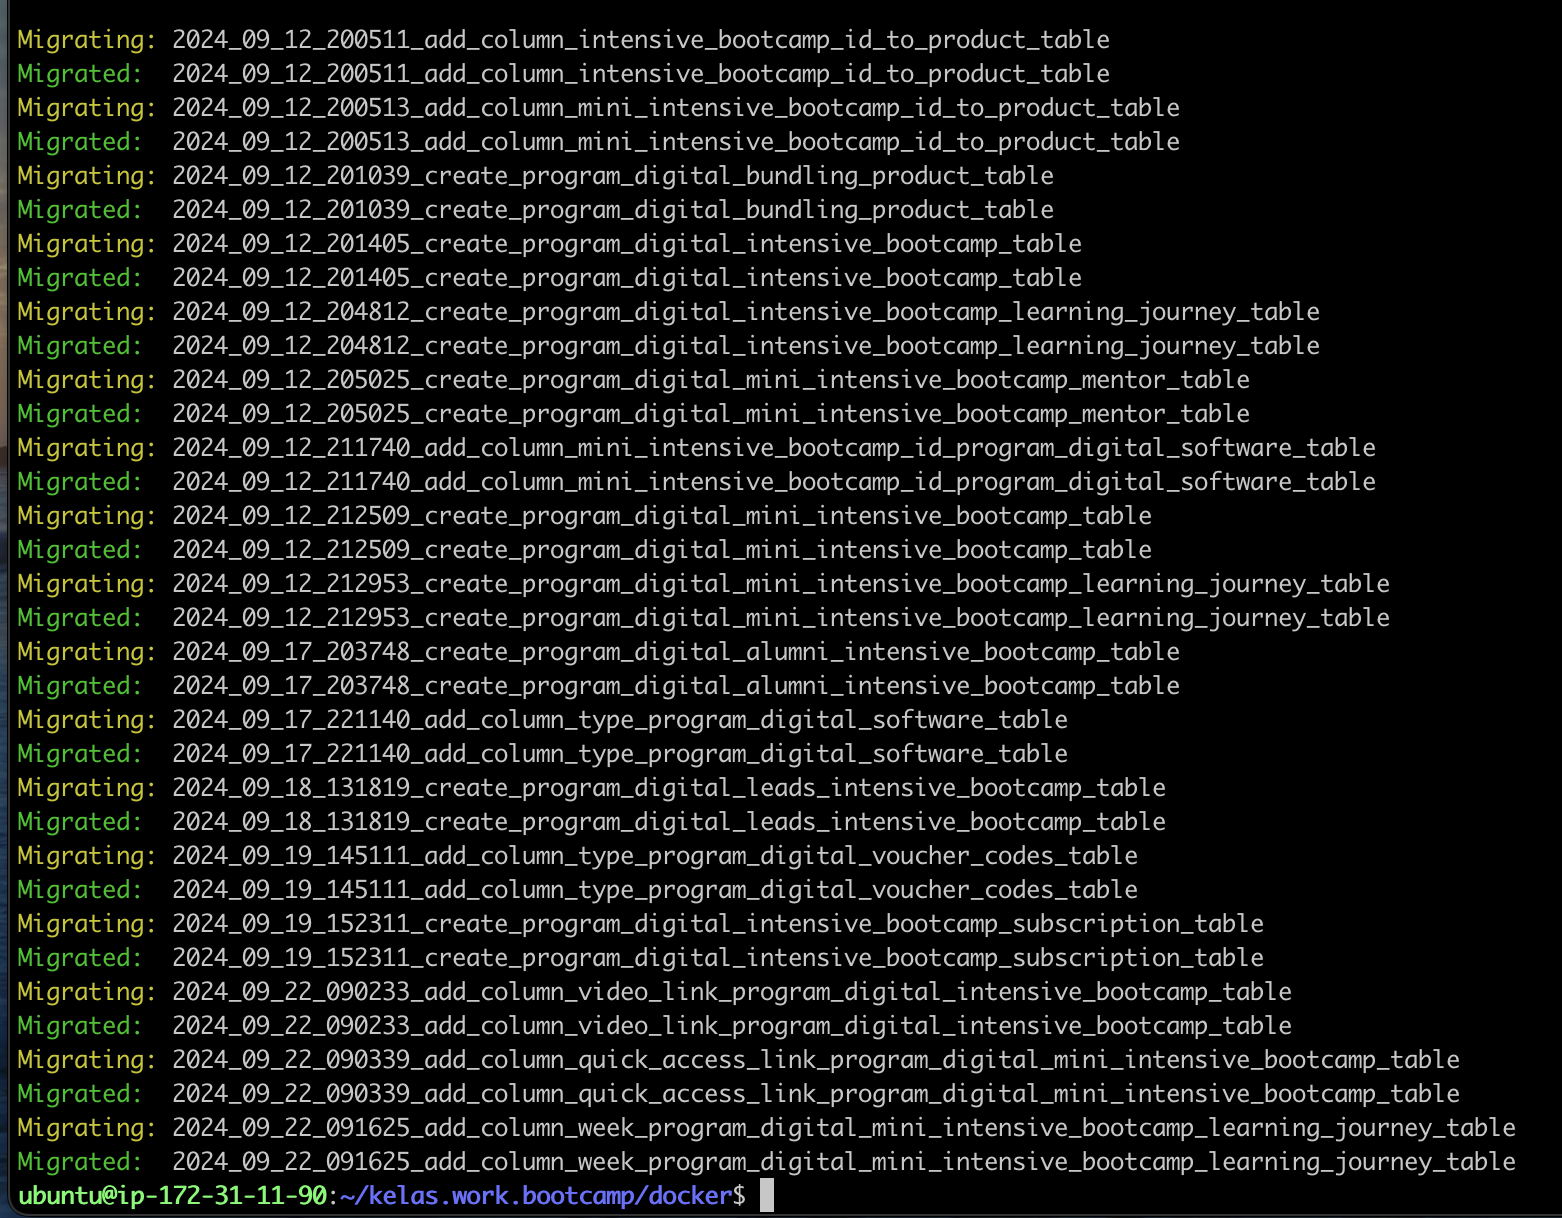 Migrating: 2024_09_12_200511_add_column_intensive_bootcamp_id_to_product_table
Migrated:  2024_09_12_200511_add_column_intensive_bootcamp_id_to_product_table
Migrating: 2024_09_12_200513_add_column_mini_intensive_bootcamp_id_to_product_table
Migrated:  2024_09_12_200513_add_column_mini_intensive_bootcamp_id_to_product_table
Migrating: 2024_09_12_201039_create_program_digital_bundling_product_table
Migrated:  2024_09_12_201039_create_program_digital_bundling_product_table
Migrating: 2024_09_12_201405_create_program_digital_intensive_bootcamp_table
Migrated:  2024_09_12_201405_create_program_digital_intensive_bootcamp_table
Migrating: 2024_09_12_204812_create_program_digital_intensive_bootcamp_learning_journey_table
Migrated:  2024_09_12_204812_create_program_digital_intensive_bootcamp_learning_journey_table
Migrating: 2024_09_12_205025_create_program_digital_mini_intensive_bootcamp_mentor_table
Migrated:  2024_09_12_205025_create_program_digital_mini_intensive_bootcamp_mentor_table
Migrating: 2024_09_12_211740_add_column_mini_intensive_bootcamp_id_program_digital_software_table
Migrated:  2024_09_12_211740_add_column_mini_intensive_bootcamp_id_program_digital_software_table
Migrating: 2024_09_12_212509_create_program_digital_mini_intensive_bootcamp_table
Migrated:  2024_09_12_212509_create_program_digital_mini_intensive_bootcamp_table
Migrating: 2024_09_12_212953_create_program_digital_mini_intensive_bootcamp_learning_journey_table
Migrated:  2024_09_12_212953_create_program_digital_mini_intensive_bootcamp_learning_journey_table
Migrating: 2024_09_17_203748_create_program_digital_alumni_intensive_bootcamp_table
Migrated:  2024_09_17_203748_create_program_digital_alumni_intensive_bootcamp_table
Migrating: 2024_09_17_221140_add_column_type_program_digital_software_table
Migrated:  2024_09_17_221140_add_column_type_program_digital_software_table
Migrating: 2024_09_18_131819_create_program_digital_leads_intensive_bootcamp_table
Migrated:  2024_09_18_131819_create_program_digital_leads_intensive_bootcamp_table
Migrating: 2024_09_19_145111_add_column_type_program_digital_voucher_codes_table
Migrated:  2024_09_19_145111_add_column_type_program_digital_voucher_codes_table
Migrating: 2024_09_19_152311_create_program_digital_intensive_bootcamp_subscription_table
Migrated:  2024_09_19_152311_create_program_digital_intensive_bootcamp_subscription_table
Migrating: 2024_09_22_090233_add_column_video_link_program_digital_intensive_bootcamp_table
Migrated:  2024_09_22_090233_add_column_video_link_program_digital_intensive_bootcamp_table
Migrating: 2024_09_22_090339_add_column_quick_access_link_program_digital_mini_intensive_bootcamp_table
Migrated:  2024_09_22_090339_add_column_quick_access_link_program_digital_mini_intensive_bootcamp_table
Migrating: 2024_09_22_091625_add_column_week_program_digital_mini_intensive_bootcamp_learning_journey_table
Migrated:  2024_09_22_091625_add_column_week_program_digital_mini_intensive_bootcamp_learning_journey_table
ubuntu@ip-172-31-11-90:~/kelas.work.bootcamp/docker$